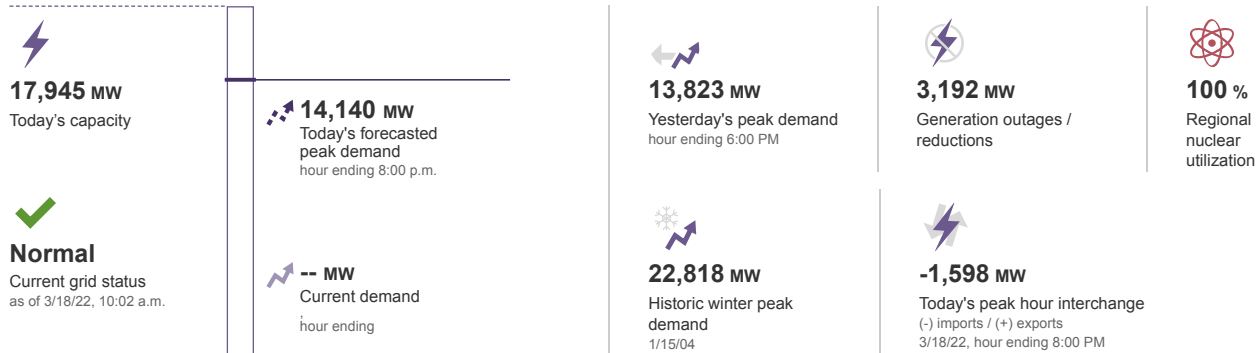 17,945 MW
Today's capacity
Normal
Current grid status
as of 3/18/22, 10:02 a.m.
14,140 MW
Today's forecasted
peak demand
hour ending 8:00 p.m.
-- MW
Current demand
,
hour ending
13,823 MW
Yesterday's peak demand
hour ending 6:00 PM
3,192 MW
Generation outages /
reductions
100 %
Regional
nuclear
utilization
22,818 MW
Historic winter peak
demand
1/15/04
-1,598 MW
Today's peak hour interchange
(-) imports / (+) exports
3/18/22, hour ending 8:00 PM